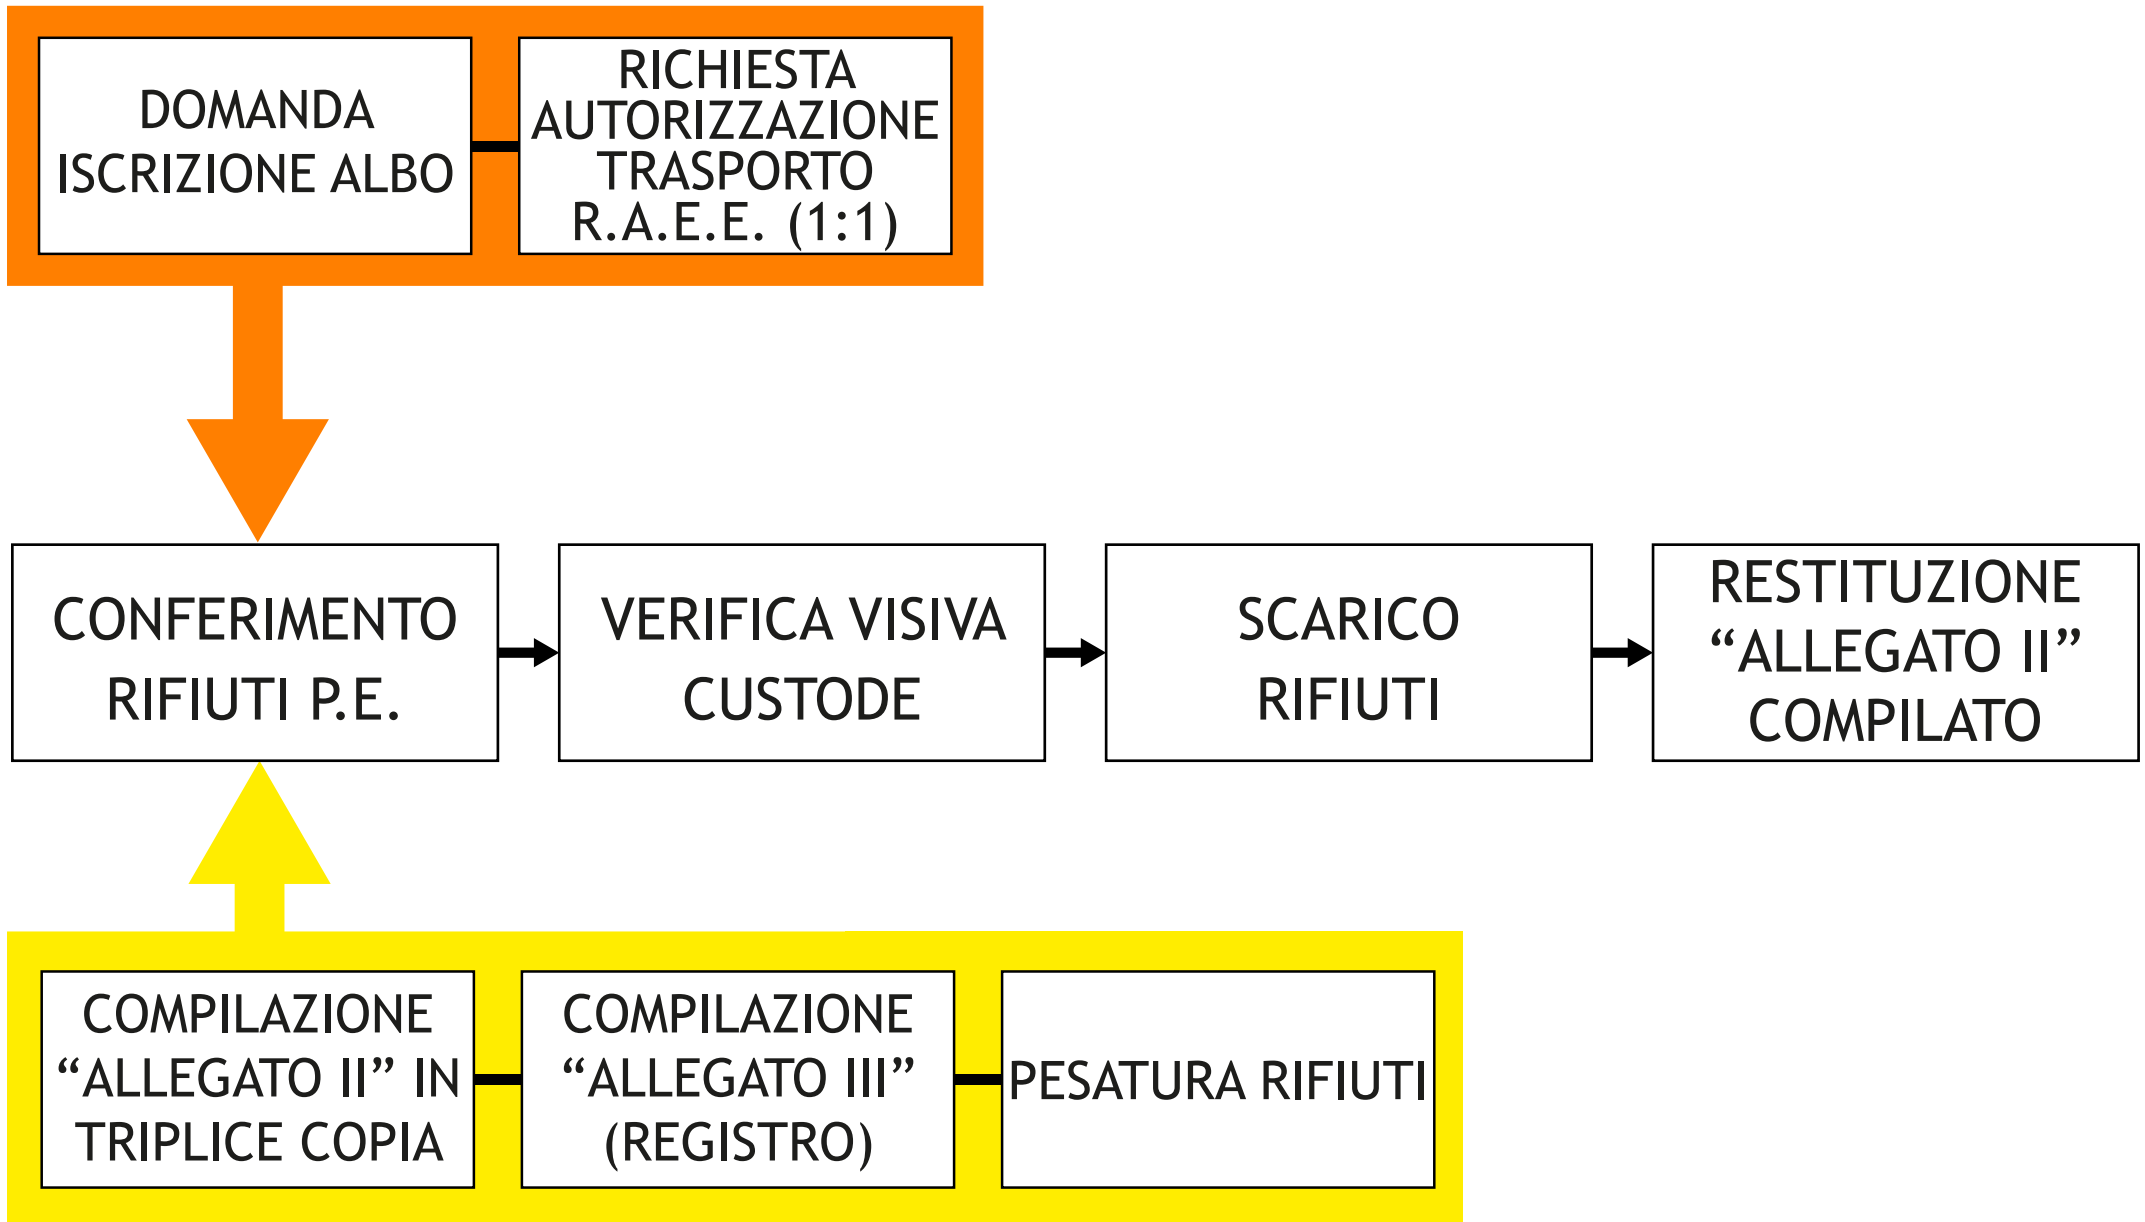 DOMANDA
ISCRIZIONE ALBO
RICHIESTA
AUTORIZZAZIONE
TRASPORTO
R.A.E.E. (1:1)
CONFERIMENTO
RIFIUTI P.E.
VERIFICA VISIVA
CUSTODE
SCARICO
RIFIUTI
RESTITUZIONE
“ALLEGATO II”
COMPILATO
COMPILAZIONE
“ALLEGATO II” IN
TRIPLICE COPIA
COMPILAZIONE
“ALLEGATO III”
(REGISTRO)
PESATURA RIFIUTI